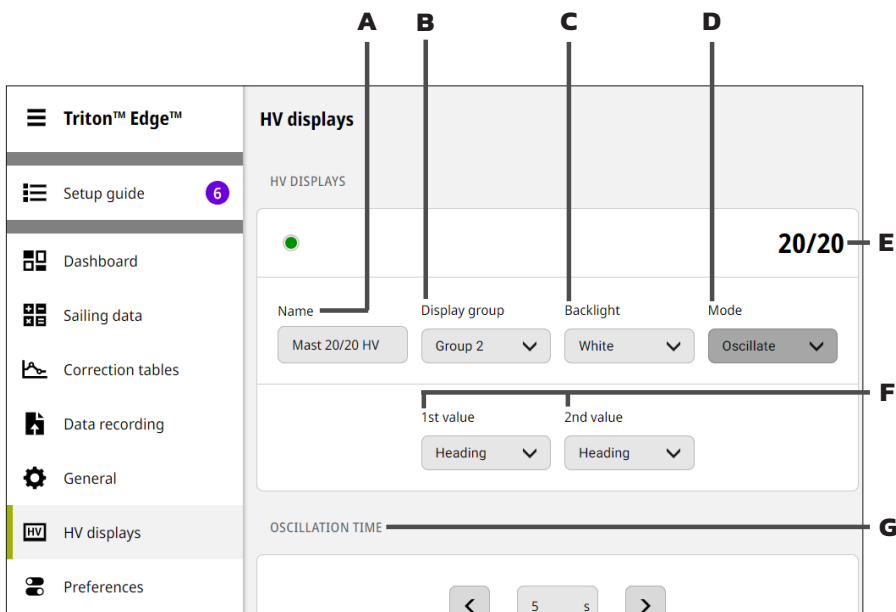 A B C D
Triton™ Edge™
HV displays
Setup guide 6
HV DISPLAYS
Dashboard
20/20 E
Sailing data
Name Display group Backlight Mode
Mast 20/20 HV Group 2 White Oscillate
Correction tables
F
Data recording
1st value 2nd value
Heading Heading
General
HV HV displays
OSCILLATION TIME G
Preferences
5 s